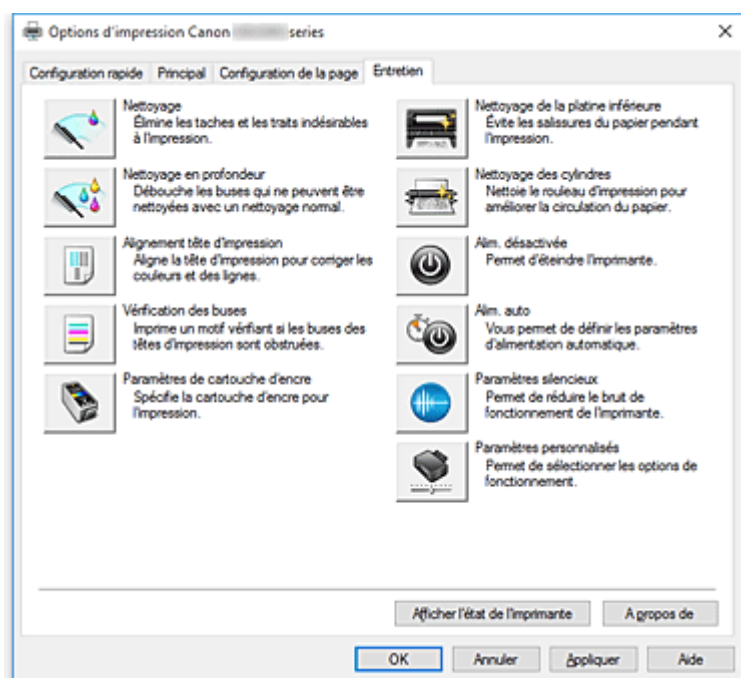 Options d'impression Canon series
Configuration rapide Principal Configuration de la page Entretien
Nettoyage
Élimine les taches et les traits indésirables
à l'impression.
Nettoyage en profondeur
Débouche les buses qui ne peuvent être
nettoyées avec un nettoyage normal.
Alignement tête d'impression
Aligne la tête d'impression pour corriger les
couleurs et des lignes.
Vérification des buses
Imprime un motif vérifiant si les buses des
têtes d'impression sont obstruées.
Paramètres de cartouche d'encre
Spécifie la cartouche d'encre pour
l'impression.
Nettoyage de la platine inférieure
Évite les salissures du papier pendant
l'impression.
Nettoyage des cylindres
Nettoie le rouleau d'impression pour
améliorer la circulation du papier.
Alim. désactivée
Permet d'éteindre l'imprimante.
Alim. auto
Vous permet de définir les paramètres
d'alimentation automatique.
Paramètres silencieux
Permet de réduire le bruit de
fonctionnement de l'imprimante.
Paramètres personnalisés
Permet de sélectionner les options de
fonctionnement.
Afficher l'état de l'imprimante A propos de
OK Annuler Appliquer Aide